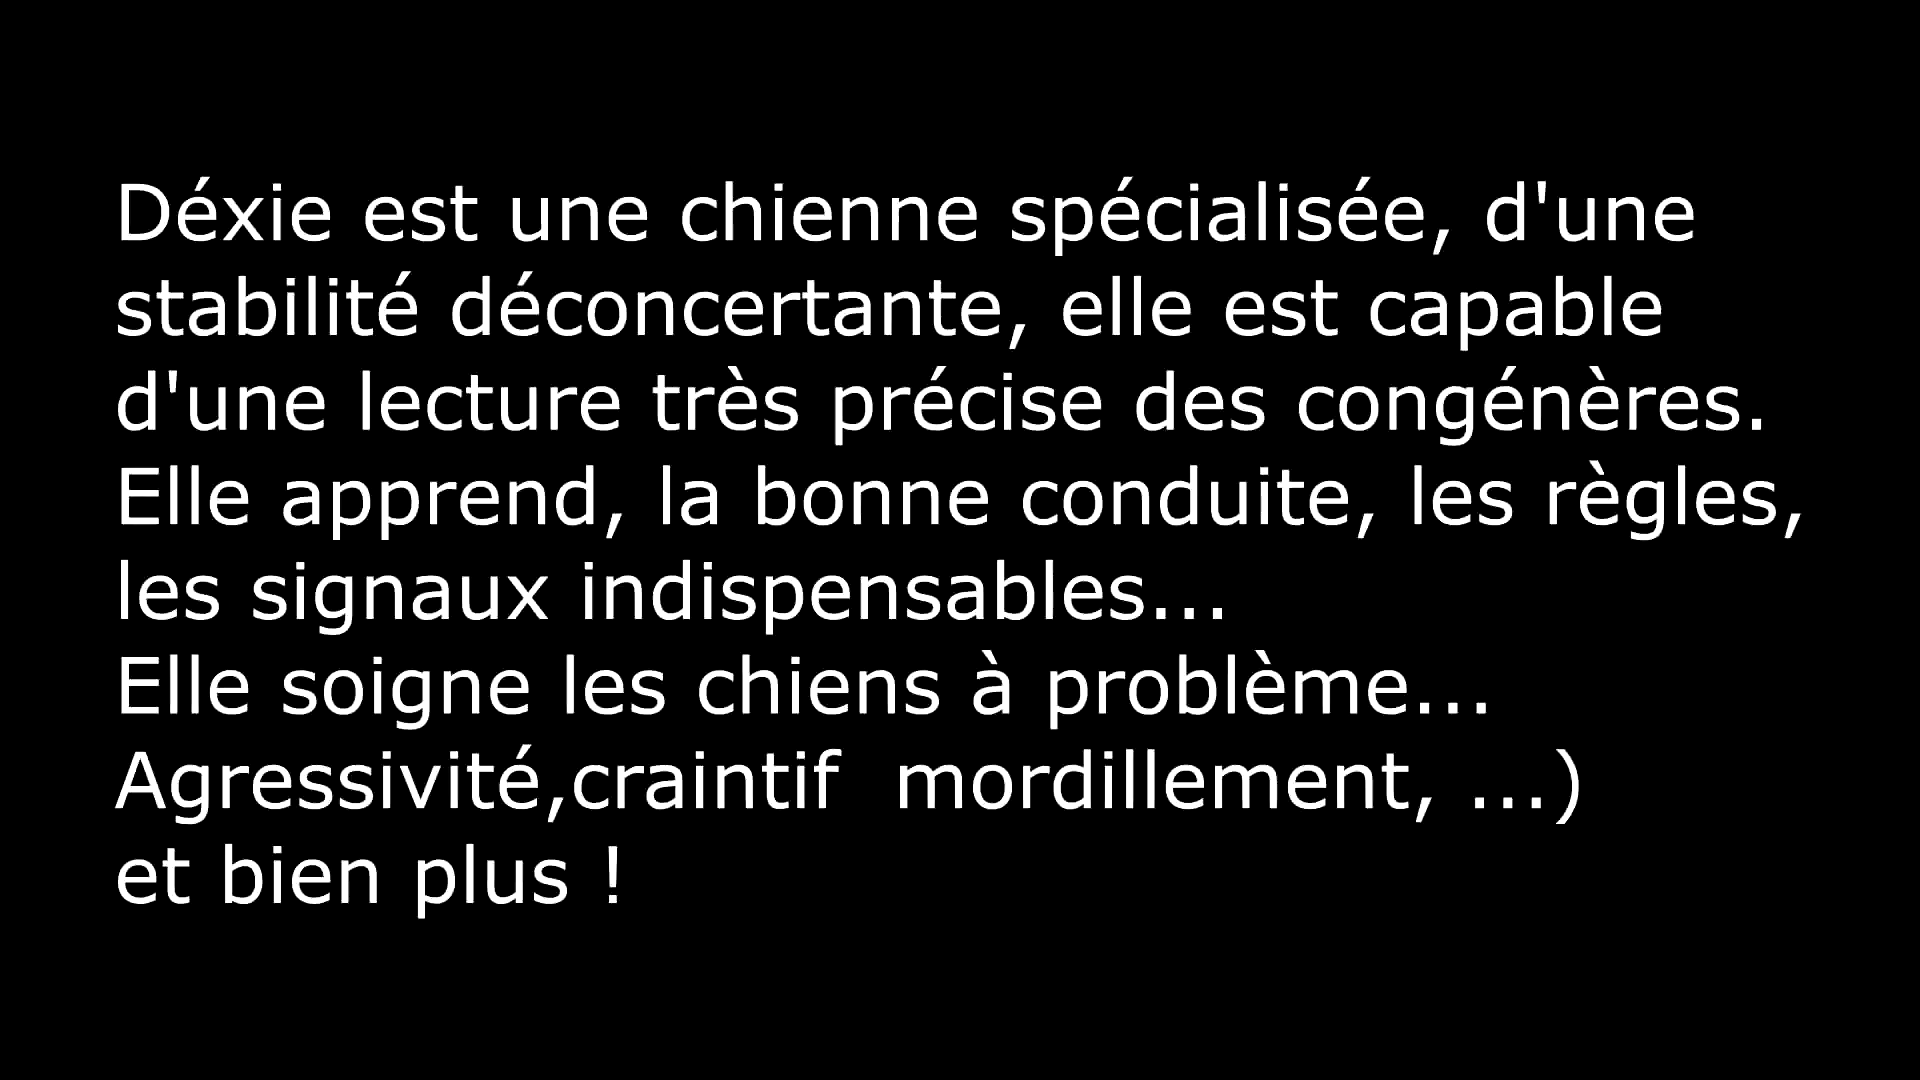 Déxie est une chienne spécialisée, d'une
stabilité déconcertante, elle est capable
d'une lecture très précise des congénères.
Elle apprend, la bonne conduite, les règles,
les signaux indispensables...
Elle soigne les chiens à problème...
Agressivité,craintif  mordillement, ...)
et bien plus !